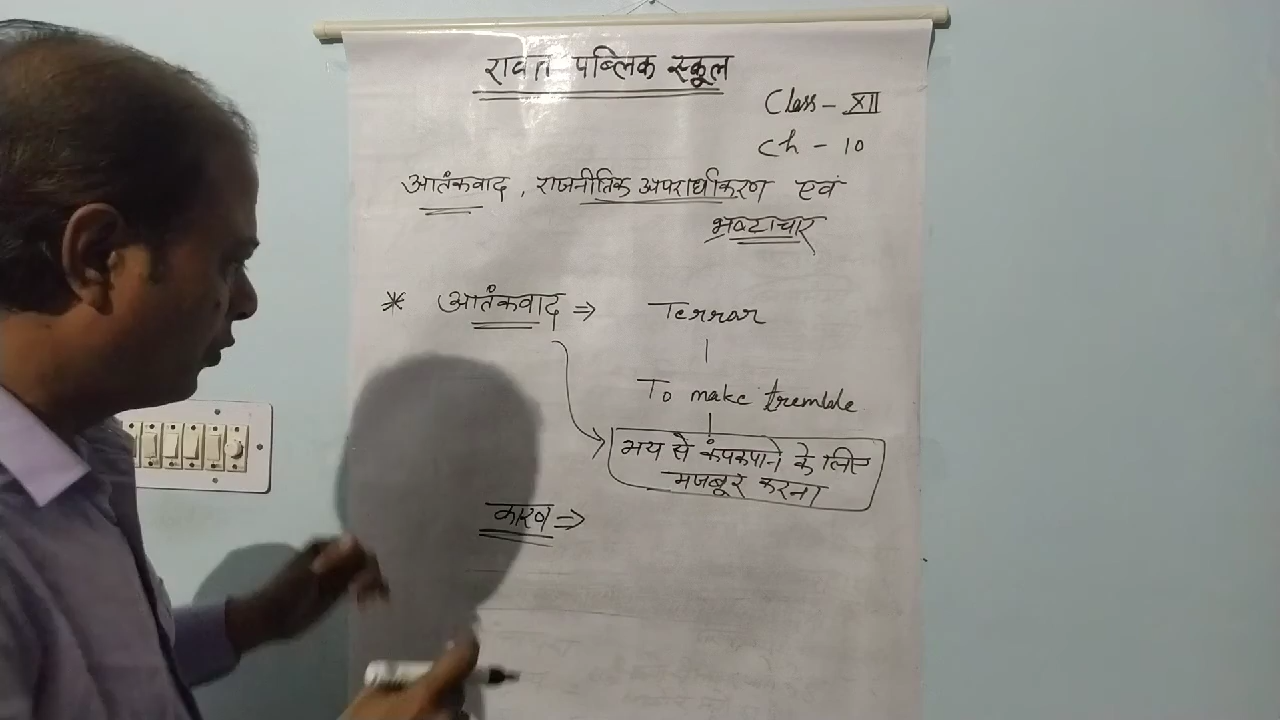 रावत पब्लिक स्कूल
Class - XII
Ch - 10
आतंकवाद, राजनीतिक अपराधीकरण एवं
भ्रष्टाचार
* आतंकवाद ⇒ Terror
To make tremble
भय से कंपकपाने के लिए
मजबूर करना
कारण ⇒